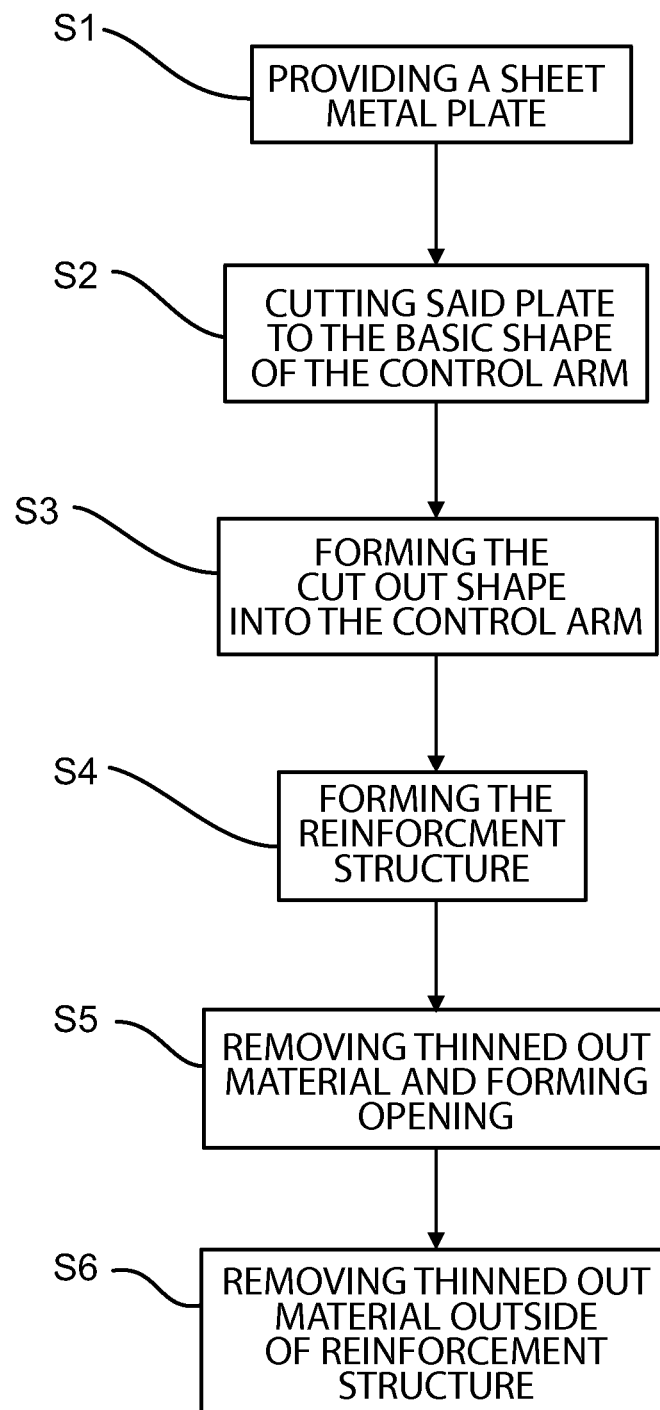 S1
PROVIDING A SHEET
METAL PLATE
S2
CUTTING SAID PLATE
TO THE BASIC SHAPE
OF THE CONTROL ARM
S3
FORMING THE
CUT OUT SHAPE
INTO THE CONTROL ARM
S4
FORMING THE
REINFORCMENT
STRUCTURE
S5
REMOVING THINNED OUT
MATERIAL AND FORMING
OPENING
S6
REMOVING THINNED OUT
MATERIAL OUTSIDE
OF REINFORCEMENT
STRUCTURE